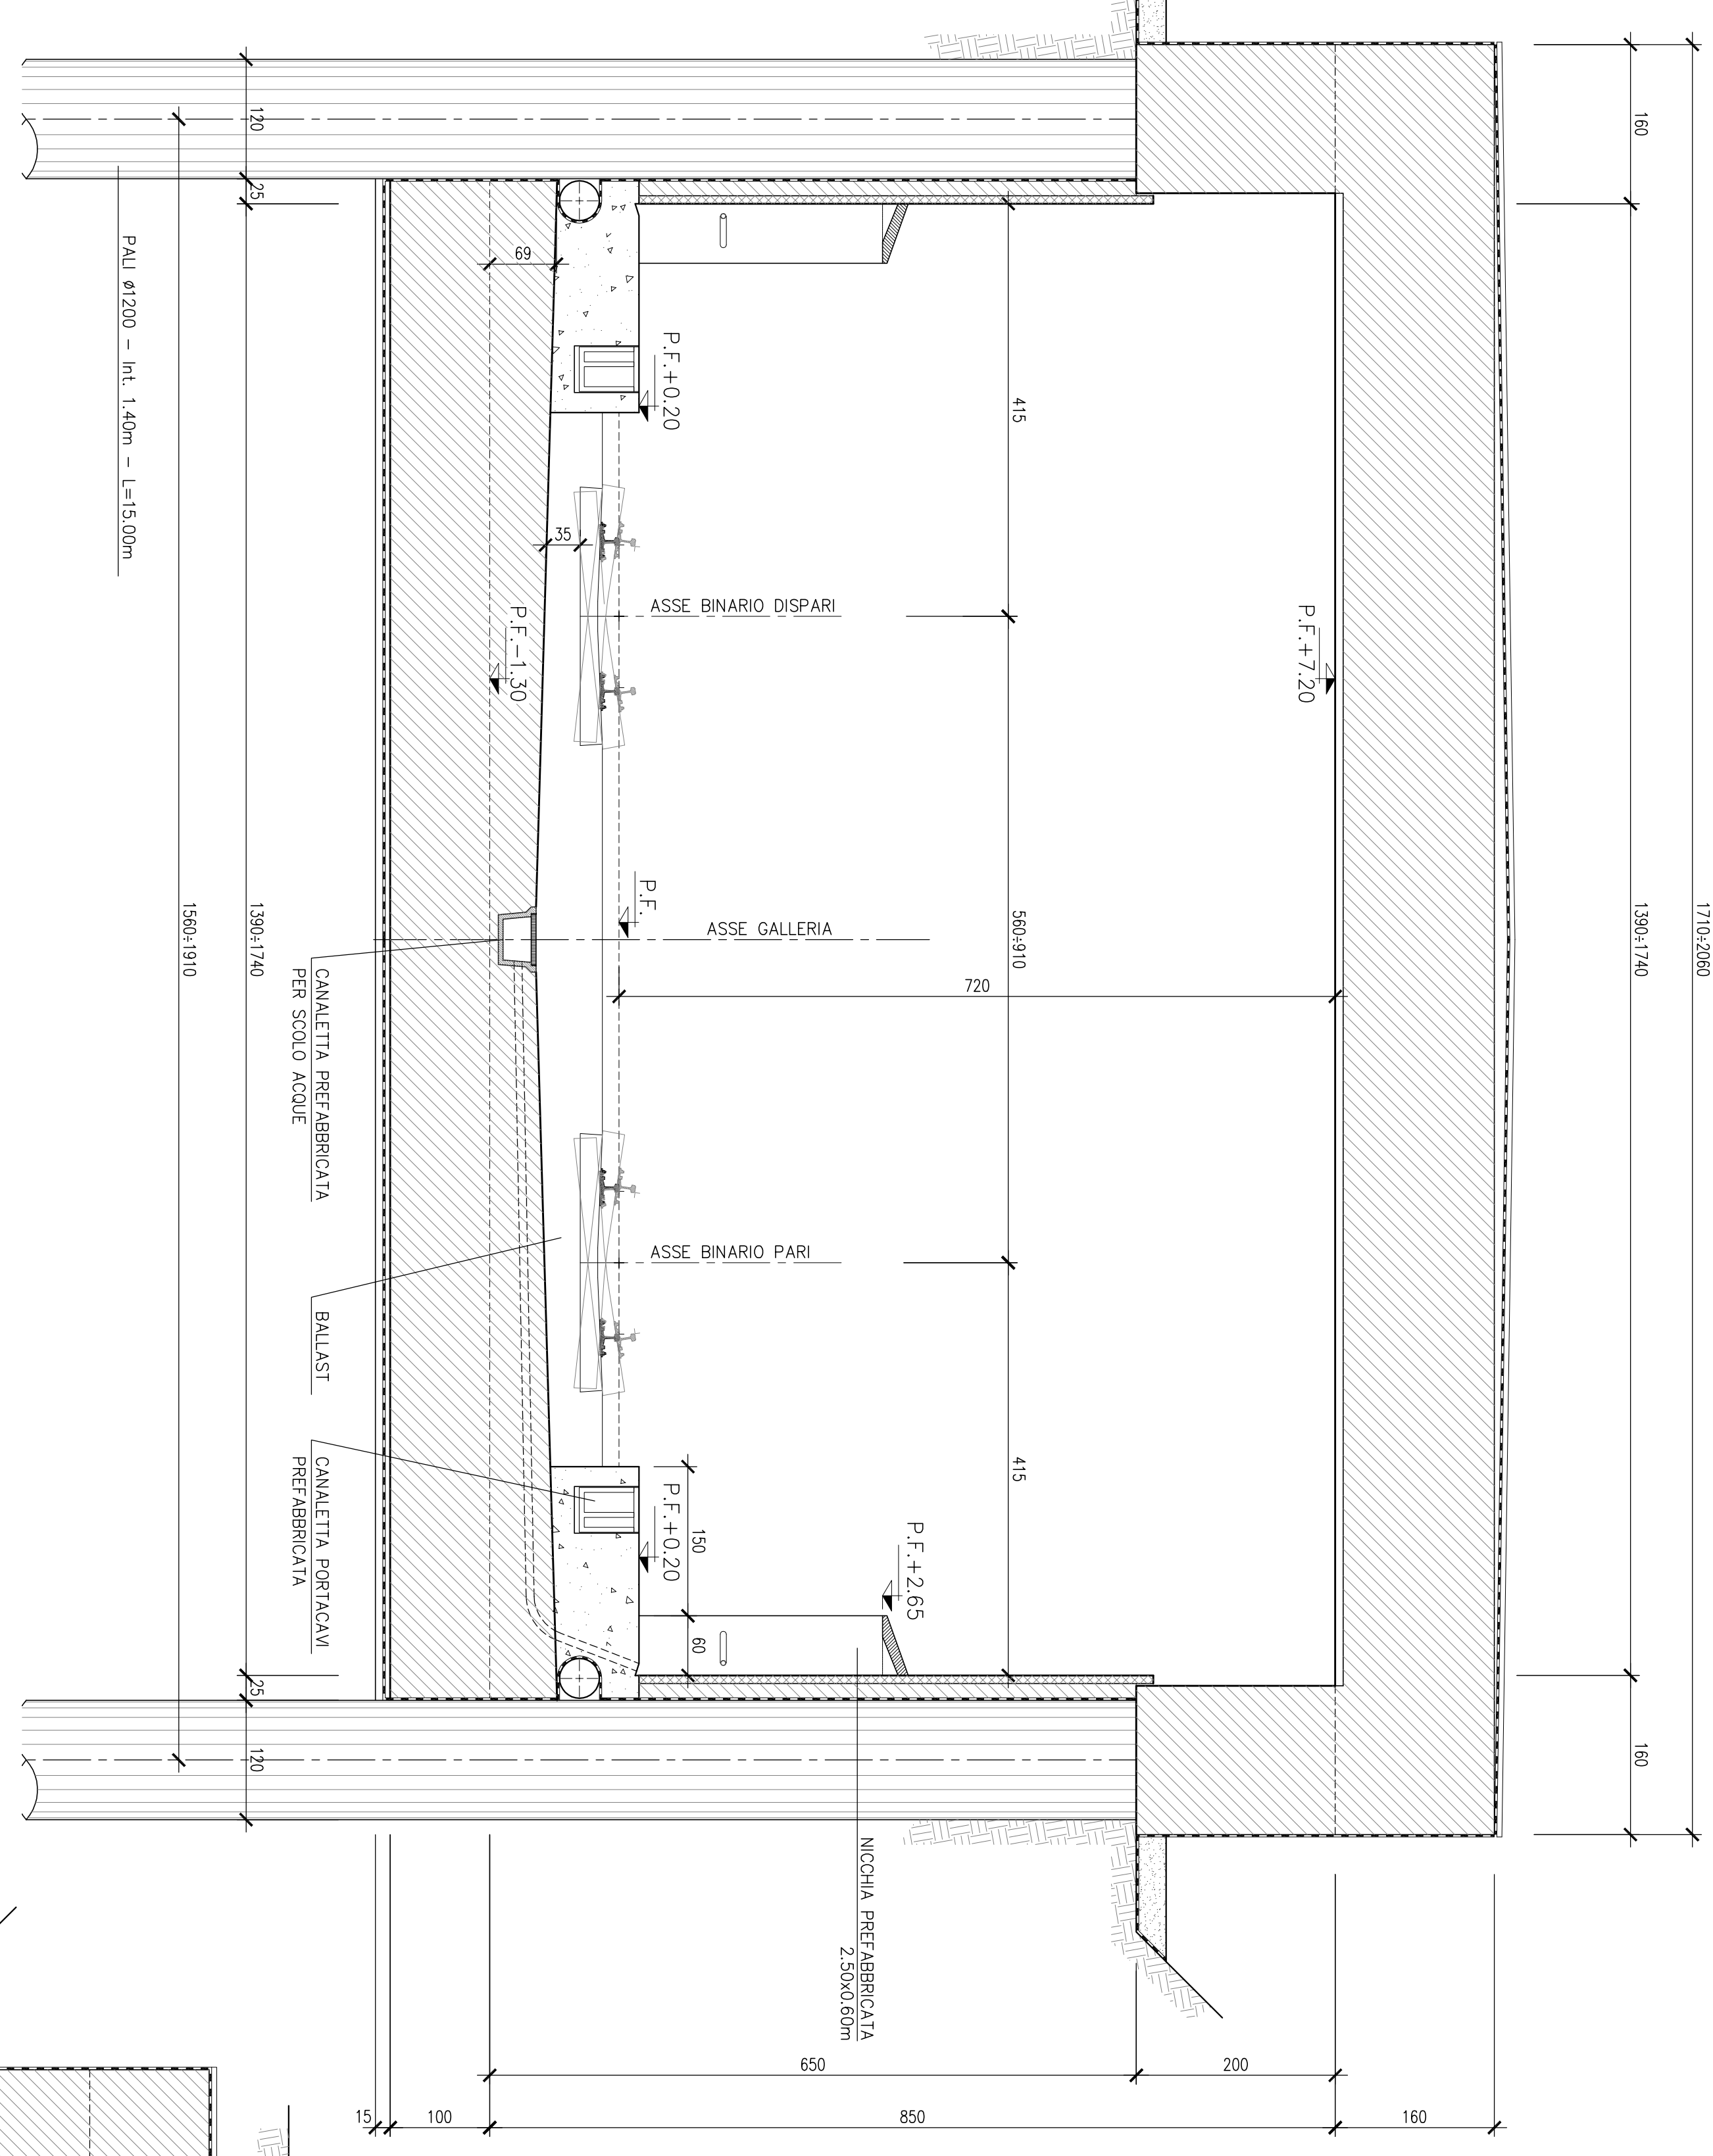 1710÷2060
160
1390÷1740
160
P.F.+7.20
415
560÷910
415
720
P.F.+2.65
ASSE BINARIO DISPARI
ASSE GALLERIA
ASSE BINARIO PARI
P.F.+0.20
P.F.
P.F.+0.20
150
60
69
35
P.F.-1.30
NICCHIA PREFABBRICATA
2.50x0.60m
CANALETTA PREFABBRICATA
PER SCOLO ACQUE
BALLAST
CANALETTA PORTACAVI
PREFABBRICATA
120
25
1390÷1740
25
120
1560÷1910
PALI ø1200 - Int. 1.40m - L=15.00m
650
200
15
100
850
160